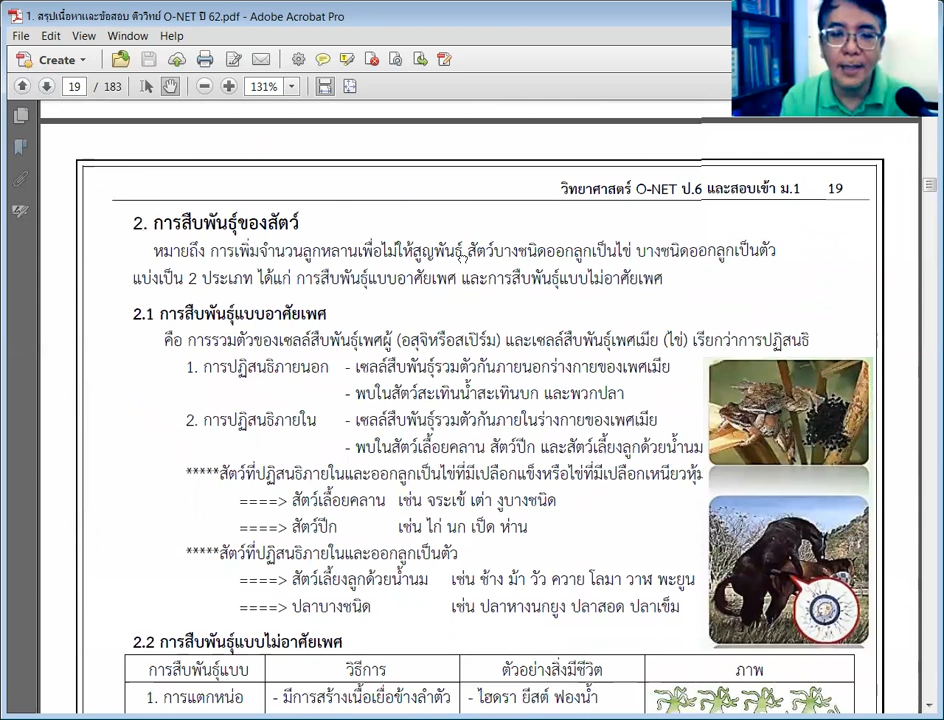 1. สรุปเนื้อหาและข้อสอบ ติววิทย์ O-NET ปี 62.pdf - Adobe Acrobat Pro
File Edit View Window Help
Create
19 / 183 131%
วิทยาศาสตร์ O-NET ป.6 และสอบเข้า ม.1 19
2. การสืบพันธุ์ของสัตว์
หมายถึง การเพิ่มจำนวนลูกหลานเพื่อไม่ให้สูญพันธุ์ สัตว์บางชนิดออกลูกเป็นไข่ บางชนิดออกลูกเป็นตัว
แบ่งเป็น 2 ประเภท ได้แก่ การสืบพันธุ์แบบอาศัยเพศ และการสืบพันธุ์แบบไม่อาศัยเพศ
2.1 การสืบพันธุ์แบบอาศัยเพศ
คือ การรวมตัวของเซลล์สืบพันธุ์เพศผู้ (อสุจิหรือสเปิร์ม) และเซลล์สืบพันธุ์เพศเมีย (ไข่) เรียกว่าการปฏิสนธิ
1. การปฏิสนธิภายนอก - เซลล์สืบพันธุ์รวมตัวกันภายนอกร่างกายของเพศเมีย
- พบในสัตว์สะเทินน้ำสะเทินบก และพวกปลา
2. การปฏิสนธิภายใน - เซลล์สืบพันธุ์รวมตัวกันภายในร่างกายของเพศเมีย
- พบในสัตว์เลื้อยคลาน สัตว์ปีก และสัตว์เลี้ยงลูกด้วยน้ำนม
*****สัตว์ที่ปฏิสนธิภายในและออกลูกเป็นไข่ที่มีเปลือกแข็งหรือไข่ที่มีเปลือกเหนียวหุ้ม
====> สัตว์เลื้อยคลาน เช่น จระเข้ เต่า งูบางชนิด
====> สัตว์ปีก เช่น ไก่ นก เป็ด ห่าน
*****สัตว์ที่ปฏิสนธิภายในและออกลูกเป็นตัว
====> สัตว์เลี้ยงลูกด้วยน้ำนม เช่น ช้าง ม้า วัว ควาย โลมา วาฬ พะยูน
====> ปลาบางชนิด เช่น ปลาหางนกยูง ปลาสอด ปลาเข็ม
2.2 การสืบพันธุ์แบบไม่อาศัยเพศ
การสืบพันธุ์แบบ วิธีการ ตัวอย่างสิ่งมีชีวิต ภาพ
1. การแตกหน่อ - มีการสร้างเนื้อเยื่อข้างลำตัว - ไฮดรา ยีสต์ ฟองน้ำ